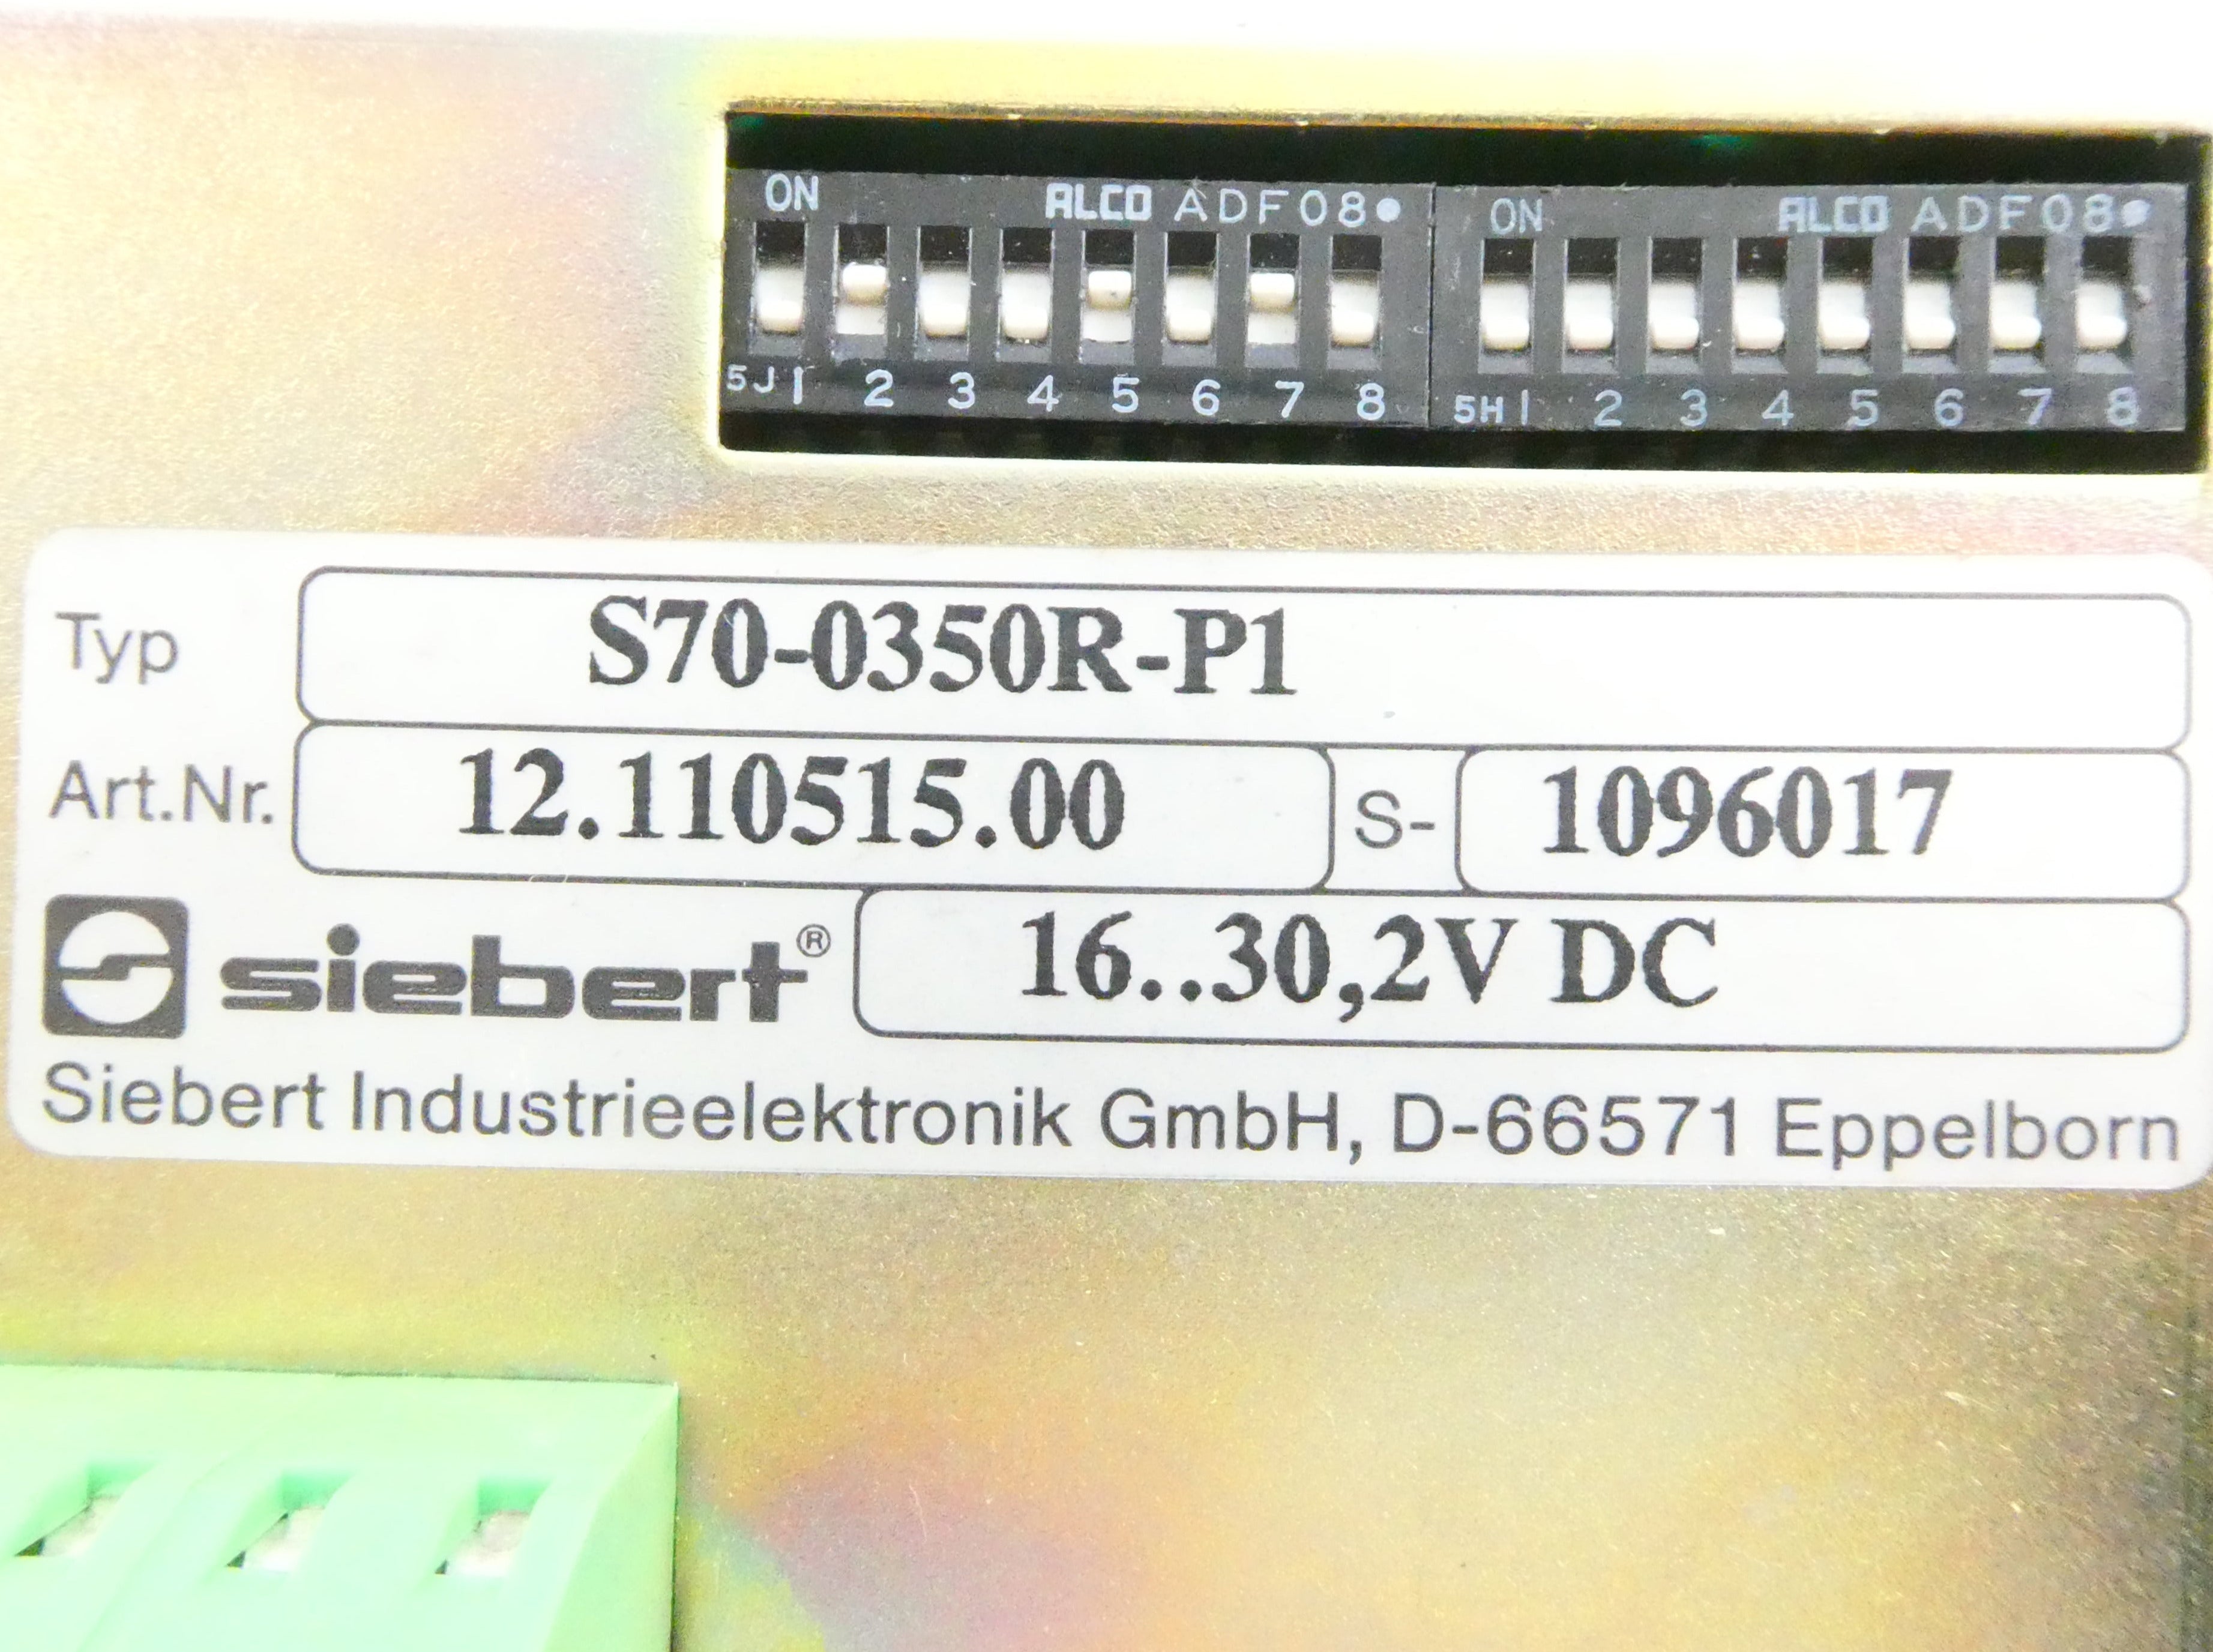 ON ALCO ADF08
5J 1 2 3 4 5 6 7 8
ON ALCO ADF08
5H 1 2 3 4 5 6 7 8
Typ S70-0350R-P1
Art.Nr. 12.110515.00 S- 1096017
siebert® 16..30,2V DC
Siebert Industrieelektronik GmbH, D-66571 Eppelborn